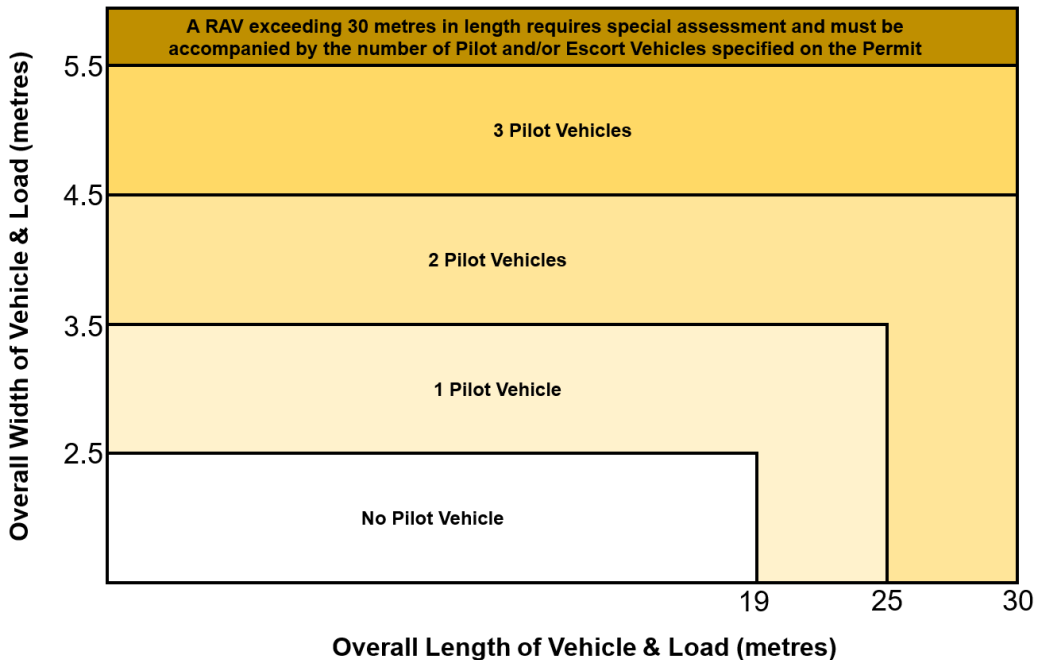 A RAV exceeding 30 metres in length requires special assessment and must be
accompanied by the number of Pilot and/or Escort Vehicles specified on the Permit
5.5
3 Pilot Vehicles
4.5
2 Pilot Vehicles
3.5
1 Pilot Vehicle
2.5
No Pilot Vehicle
19
25
30
Overall Width of Vehicle & Load (metres)
Overall Length of Vehicle & Load (metres)